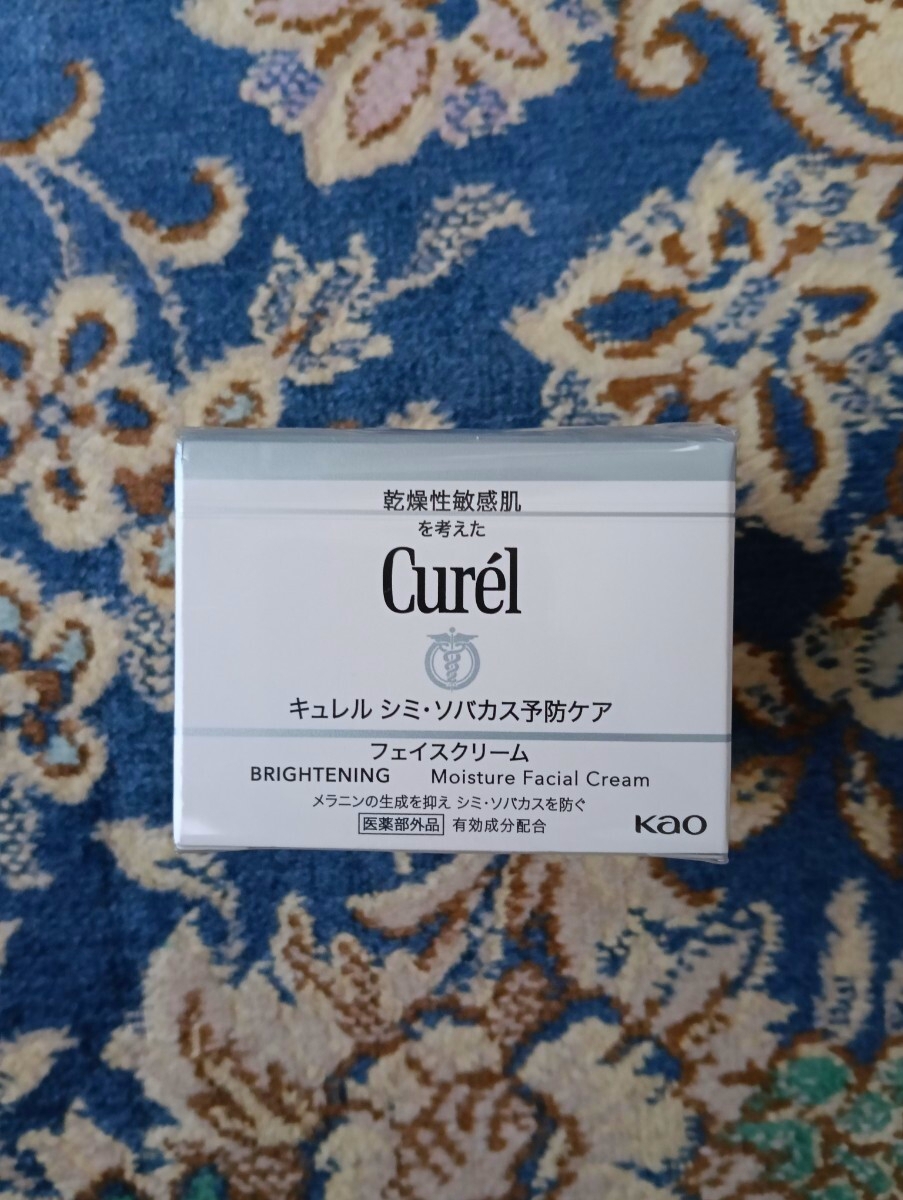 乾燥性敏感肌
を考えた
Curél
キュレル シミ・ソバカス予防ケア
フェイスクリーム
BRIGHTENING Moisture Facial Cream
メラニンの生成を抑え シミ・ソバカスを防ぐ
医薬部外品 有効成分配合
Kao